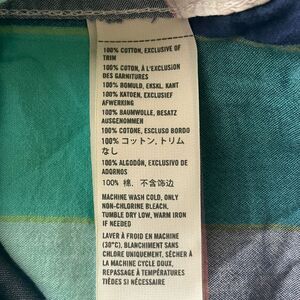 100% COTTON, EXCLUSIVE OF
TRIM
100% COTON, À L'EXCLUSION
DES GARNITURES
100% BOMULD, EKSKL. KANT
100% KATOEN, EXCLUSIEF
AFWERKING
100% BAUMWOLLE, BESATZ
AUSGENOMMEN
100% COTONE, ESCLUSO BORDO
100% コットン, トリム
なし
100% ALGODÓN, EXCLUSIVO DE
ADORNOS
100% 棉, 不含饰边
MACHINE WASH COLD, ONLY
NON-CHLORINE BLEACH,
TUMBLE DRY LOW, WARM IRON
IF NEEDED
LAVER À FROID EN MACHINE
(30°C), BLANCHIMENT SANS
CHLORE UNIQUEMENT, SÉCHER À
LA MACHINE CYCLE DOUX,
REPASSAGE À TEMPÉRATURES
TIÈDES SI NÉCESSAIRE